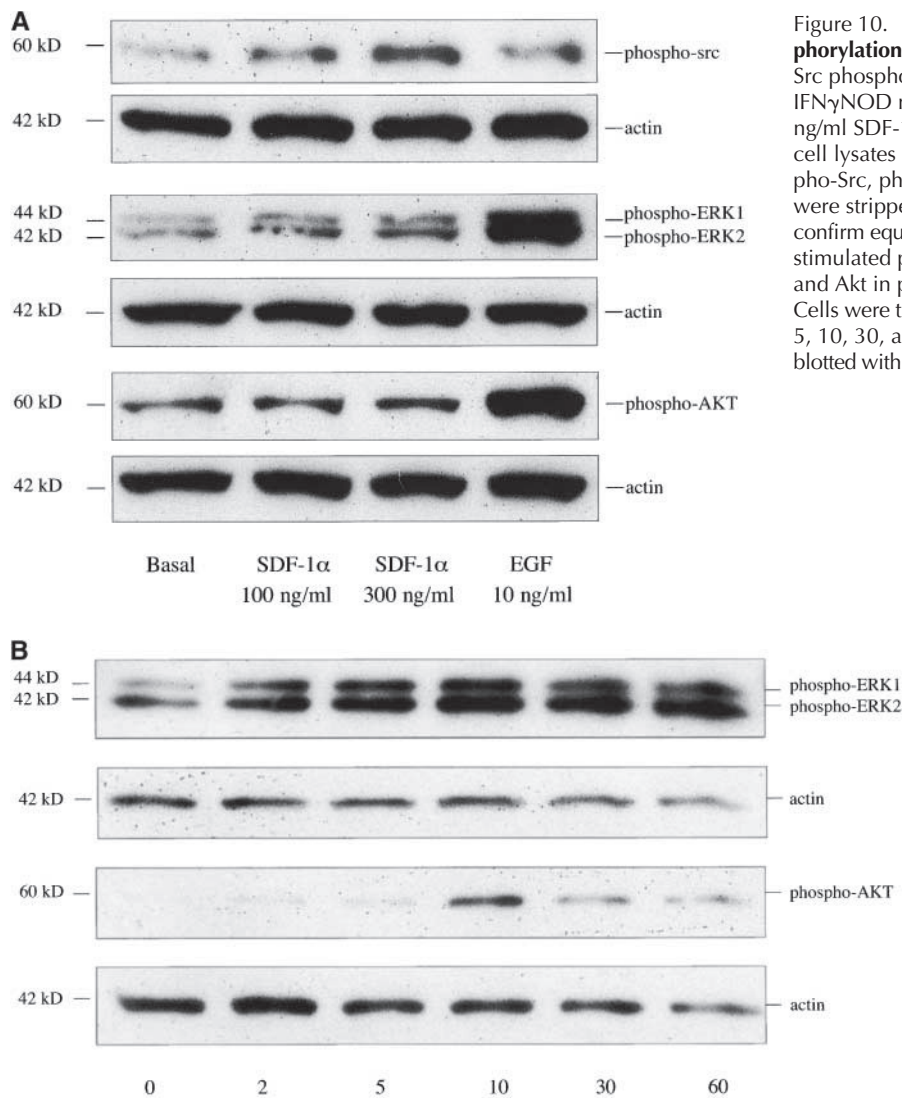 A
60 kD
phospho-src
42 kD
actin
44 kD
phospho-ERK1
42 kD
phospho-ERK2
42 kD
actin
60 kD
phospho-AKT
42 kD
actin
Basal SDF-1α SDF-1α EGF
100 ng/ml 300 ng/ml 10 ng/ml
B
44 kD
phospho-ERK1
42 kD
phospho-ERK2
42 kD
actin
60 kD
phospho-AKT
42 kD
actin
0 2 5 10 30 60
Figure 10.
phorylation
Src phospho
IFNγNOD
ng/ml SDF-1
cell lysates
pho-Src, ph
were strippe
confirm equ
stimulated p
and Akt in p
Cells were t
5, 10, 30, a
blotted with